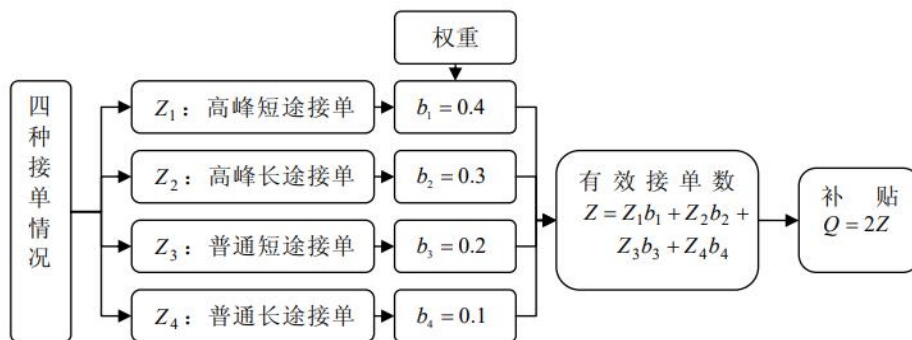 权重
四种接单情况
Z₁：高峰短途接单
b₁ = 0.4
Z₂：高峰长途接单
b₂ = 0.3
Z₃：普通短途接单
b₃ = 0.2
Z₄：普通长途接单
b₄ = 0.1
有效接单数
Z = Z₁b₁ + Z₂b₂ +
Z₃b₃ + Z₄b₄
补贴
Q = 2Z